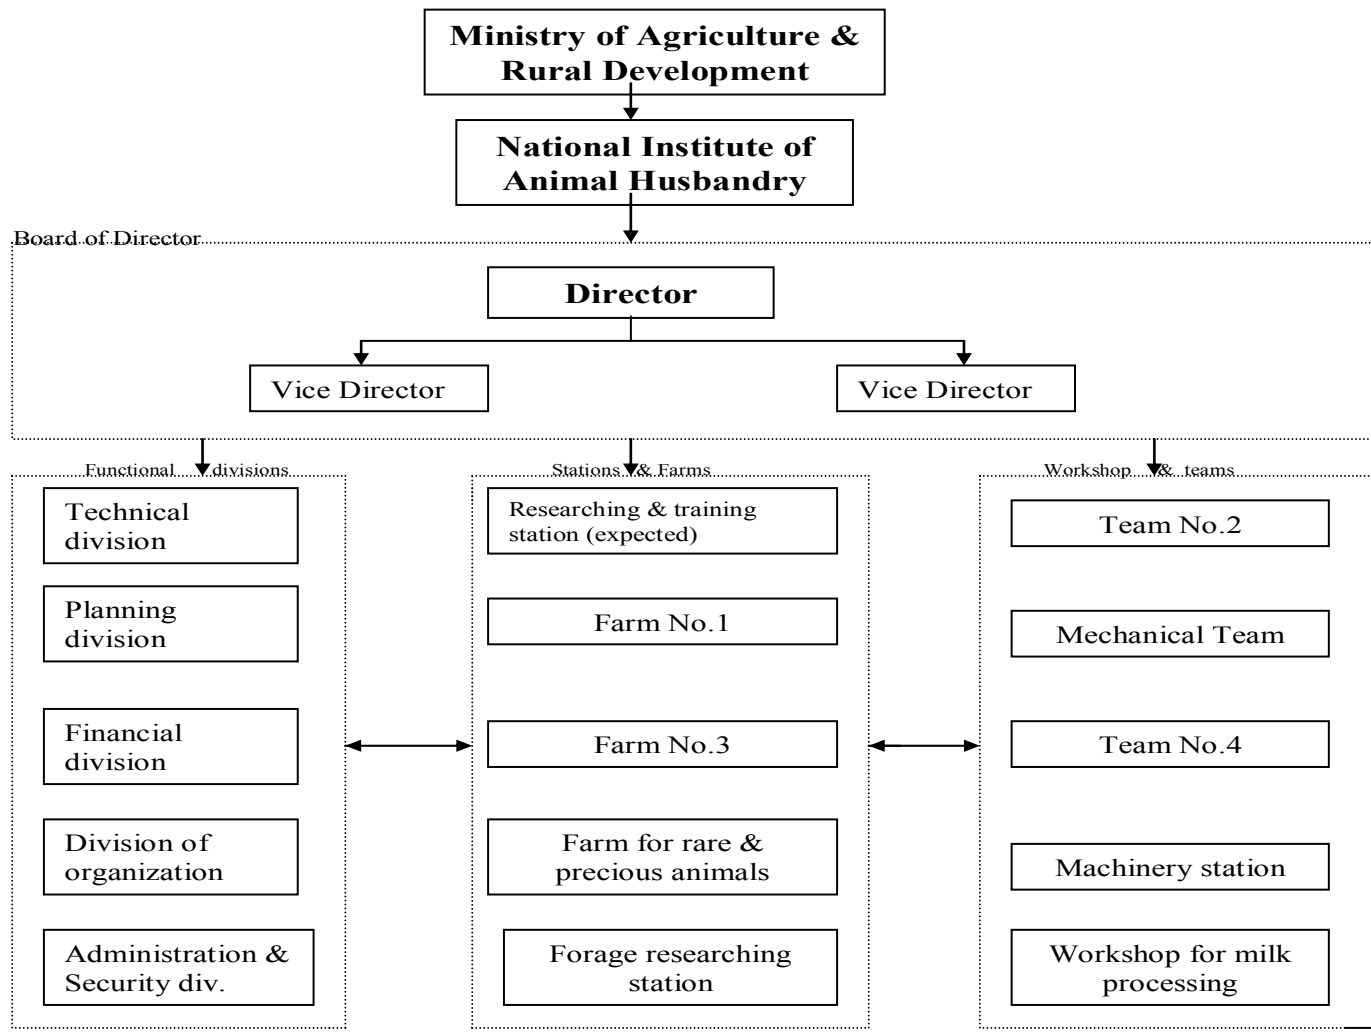 Ministry of Agriculture &
Rural Development
National Institute of
Animal Husbandry
Board of Director
Director
Vice Director
Vice Director
Functional divisions
Technical
division
Planning
division
Financial
division
Division of
organization
Administration &
Security div.
Stations & Farms
Researching & training
station (expected)
Farm No.1
Farm No.3
Farm for rare &
precious animals
Forage researching
station
Workshop & teams
Team No.2
Mechanical Team
Team No.4
Machinery station
Workshop for milk
processing